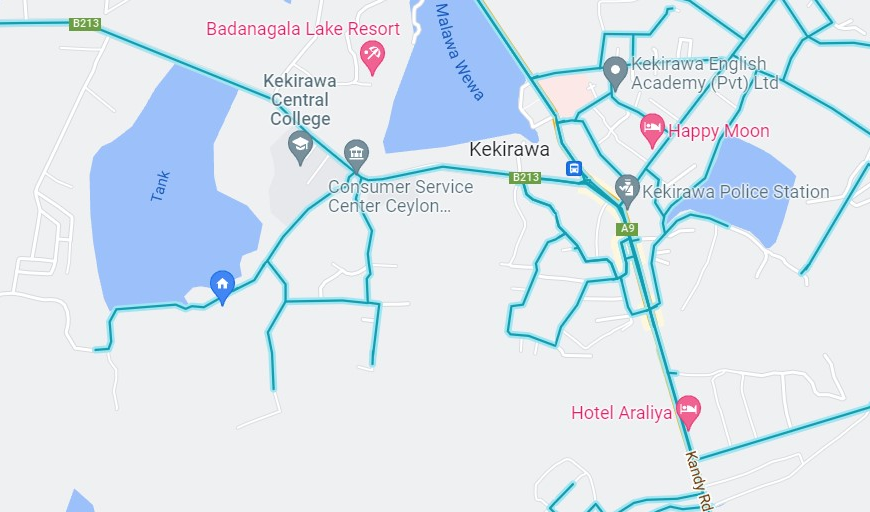 B213
Badanagala Lake Resort
Malawa Wewa
Kekirawa English
Academy (Pvt) Ltd
Kekirawa
Central
College
Happy Moon
Kekirawa
Tank
B213
Consumer Service
Center Ceylon...
Kekirawa Police Station
A9
Hotel Araliya
Kandy Rd